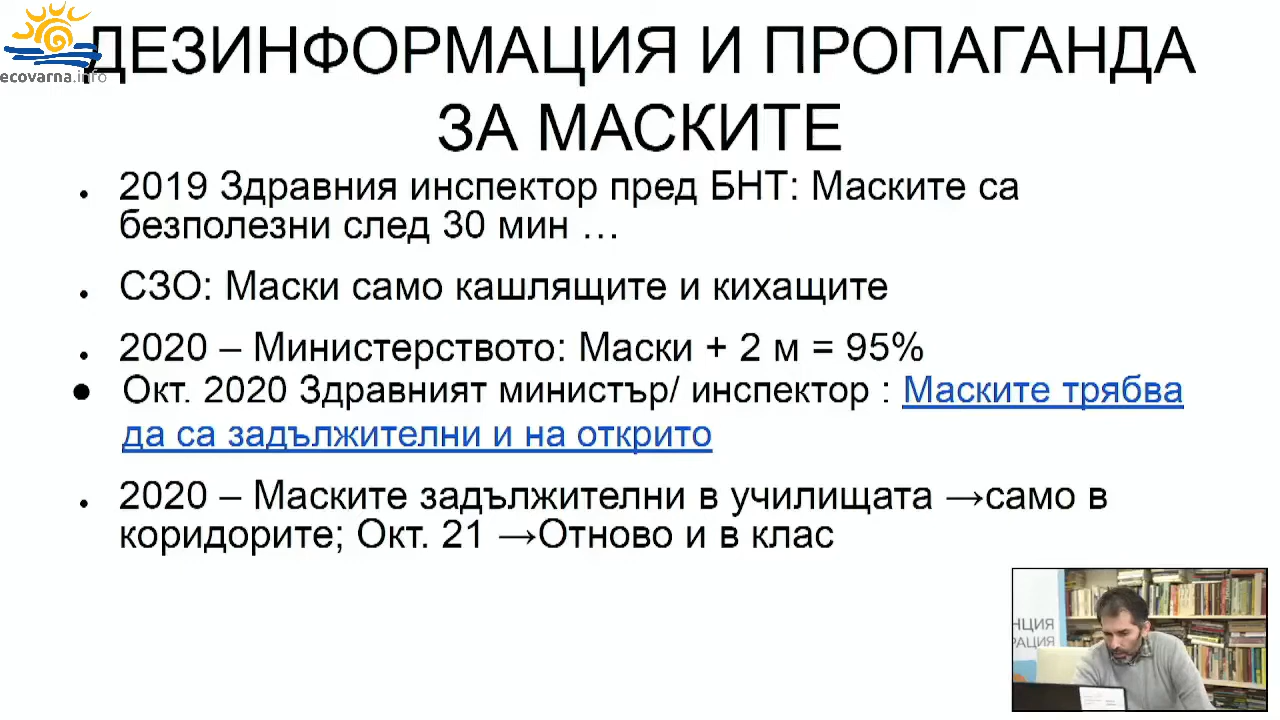 ecovarna.info
ДЕЗИНФОРМАЦИЯ И ПРОПАГАНДА
ЗА МАСКИТЕ
• 2019 Здравния инспектор пред БНТ: Маските са
безполезни след 30 мин …
• СЗО: Маски само кашлящите и кихащите
• 2020 – Министерството: Маски + 2 м = 95%
● Окт. 2020 Здравният министър/ инспектор : Маските трябва
да са задължителни и на открито
• 2020 – Маските задължителни в училищата →само в
коридорите; Окт. 21 →Отново и в клас
НЦИЯ
РАЦИЯ